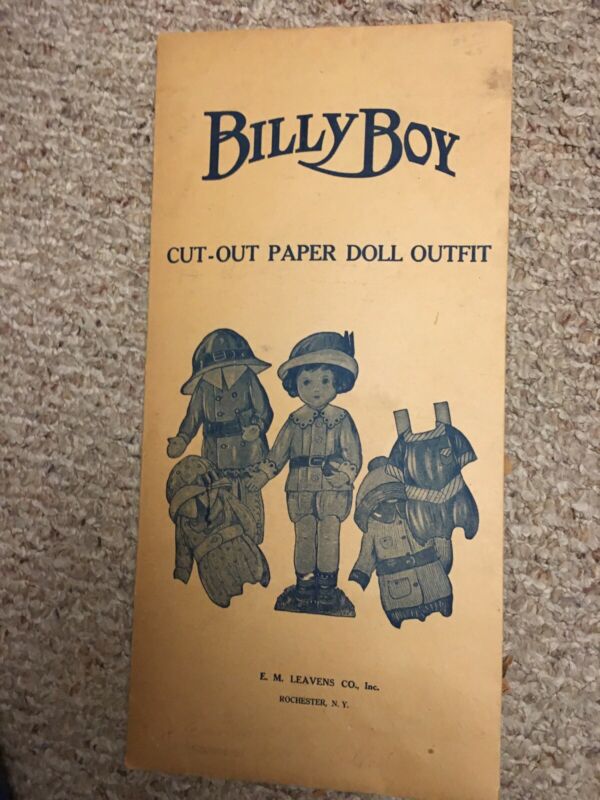 BILLY BOY
CUT-OUT PAPER DOLL OUTFIT
E. M. LEAVENS CO., Inc.
ROCHESTER, N. Y.